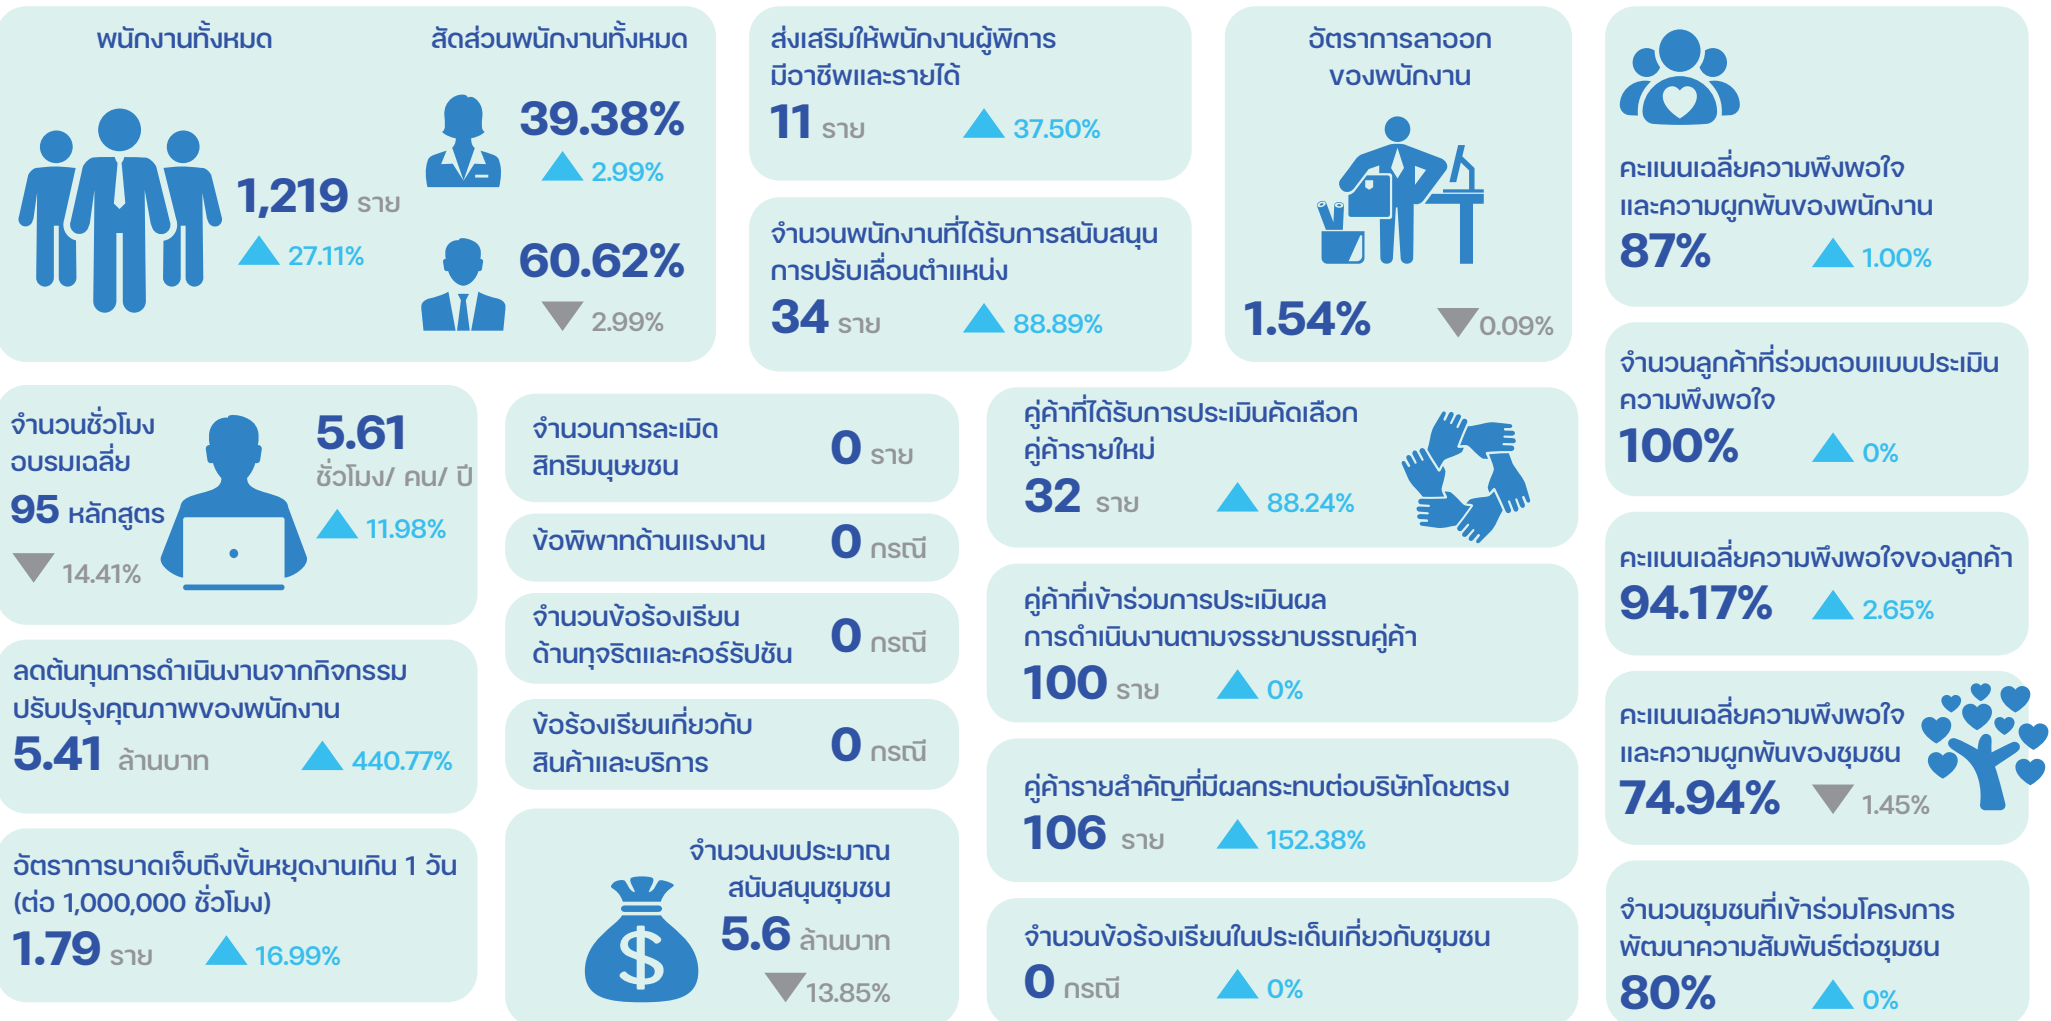 พนักงานทั้งหมด
1,219 ราย
27.11%
สัดส่วนพนักงานทั้งหมด
39.38%
2.99%
60.62%
2.99%
ส่งเสริมให้พนักงานผู้พิการ
มีอาชีพและรายได้
11 ราย
37.50%
จำนวนพนักงานที่ได้รับการสนับสนุน
การปรับเลื่อนตำแหน่ง
34 ราย
88.89%
อัตราการลาออก
ของพนักงาน
1.54%
0.09%
คะแนนเฉลี่ยความพึงพอใจ
และความผูกพันของพนักงาน
87%
1.00%
จำนวนลูกค้าที่ร่วมตอบแบบประเมิน
ความพึงพอใจ
100%
0%
คะแนนเฉลี่ยความพึงพอใจของลูกค้า
94.17%
2.65%
คะแนนเฉลี่ยความพึงพอใจ
และความผูกพันของชุมชน
74.94%
1.45%
จำนวนชุมชนที่เข้าร่วมโครงการ
พัฒนาความสัมพันธ์ต่อชุมชน
80%
0%
จำนวนชั่วโมง
อบรมเฉลี่ย
95 หลักสูตร
14.41%
5.61
ชั่วโมง/ คน/ ปี
11.98%
ลดต้นทุนการดำเนินงานจากกิจกรรม
ปรับปรุงคุณภาพของพนักงาน
5.41 ล้านบาท
440.77%
อัตราการบาดเจ็บถึงขั้นหยุดงานเกิน 1 วัน
(ต่อ 1,000,000 ชั่วโมง)
1.79 ราย
16.99%
จำนวนการละเมิด
สิทธิมนุษยชน
0 ราย
ข้อพิพาทด้านแรงงาน
0 กรณี
จำนวนข้อร้องเรียน
ด้านทุจริตและคอร์รัปชัน
0 กรณี
ข้อร้องเรียนเกี่ยวกับ
สินค้าและบริการ
0 กรณี
จำนวนงบประมาณ
สนับสนุนชุมชน
5.6 ล้านบาท
13.85%
คู่ค้าที่ได้รับการประเมินคัดเลือก
คู่ค้ารายใหม่
32 ราย
88.24%
คู่ค้าที่เข้าร่วมการประเมินผล
การดำเนินงานตามจรรยาบรรณคู่ค้า
100 ราย
0%
คู่ค้ารายสำคัญที่มีผลกระทบต่อบริษัทโดยตรง
106 ราย
152.38%
จำนวนข้อร้องเรียนในประเด็นเกี่ยวกับชุมชน
0 กรณี
0%